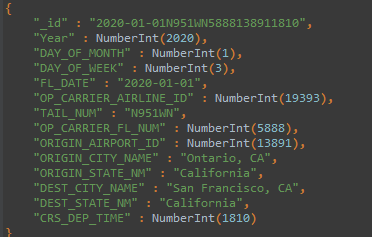 {
"_id" : "2020-01-01N951WN5888138911810",
"Year" : NumberInt(2020),
"DAY_OF_MONTH" : NumberInt(1),
"DAY_OF_WEEK" : NumberInt(3),
"FL_DATE" : "2020-01-01",
"OP_CARRIER_AIRLINE_ID" : NumberInt(19393),
"TAIL_NUM" : "N951WN",
"OP_CARRIER_FL_NUM" : NumberInt(5888),
"ORIGIN_AIRPORT_ID" : NumberInt(13891),
"ORIGIN_CITY_NAME" : "Ontario, CA",
"ORIGIN_STATE_NM" : "California",
"DEST_CITY_NAME" : "San Francisco, CA",
"DEST_STATE_NM" : "California",
"CRS_DEP_TIME" : NumberInt(1810)
}